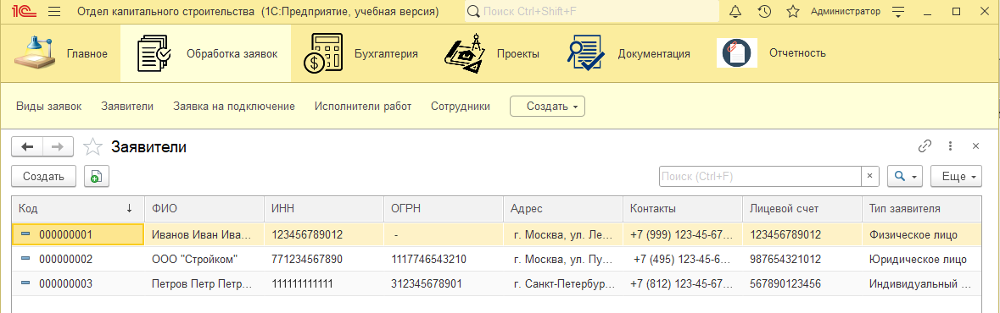 1С Отдел капитального строительства (1С:Предприятие, учебная версия) Поиск Ctrl+Shift+F Администратор
Главное Обработка заявок Бухгалтерия Проекты Документация Отчетность
Виды заявок Заявители Заявка на подключение Исполнители работ Сотрудники Создать
Заявители
Создать Поиск (Ctrl+F) × Еще
Код ↓ ФИО ИНН ОГРН Адрес Контакты Лицевой счет Тип заявителя
000000001 Иванов Иван Ива... 123456789012 - г. Москва, ул. Ле... +7 (999) 123-45-67... 123456789012 Физическое лицо
000000002 ООО "Стройком" 771234567890 1117746543210 г. Москва, ул. Пу... +7 (495) 123-45-6... 987654321012 Юридическое лицо
000000003 Петров Петр Петр... 111111111111 312345678901 г. Санкт-Петербур... +7 (812) 123-45-67... 567890123456 Индивидуальный ...